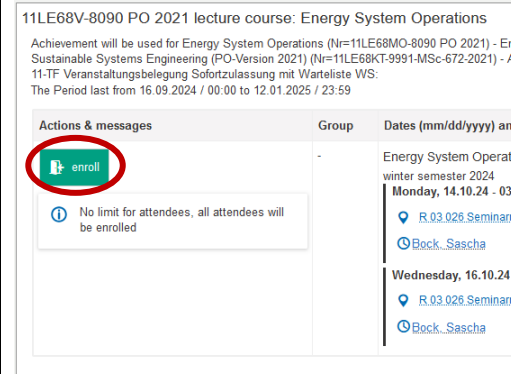 11LE68V-8090 PO 2021 lecture course: Energy System Operations
Achievement will be used for Energy System Operations (Nr=11LE68MO-8090 PO 2021) - En
Sustainable Systems Engineering (PO-Version 2021) (Nr=11LE68KT-9991-MSc-672-2021) - A
11-TF Veranstaltungsbelegung Sofortzulassung mit Warteliste WS:
The Period last from 16.09.2024 / 00:00 to 12.01.2025 / 23:59
Actions & messages Group Dates (mm/dd/yyyy) an
enroll
- Energy System Operat
winter semester 2024
Monday, 14.10.24 - 03
No limit for attendees, all attendees will
be enrolled
R 03 026 Seminar
Bock, Sascha
Wednesday, 16.10.24
R 03 026 Seminar
Bock, Sascha